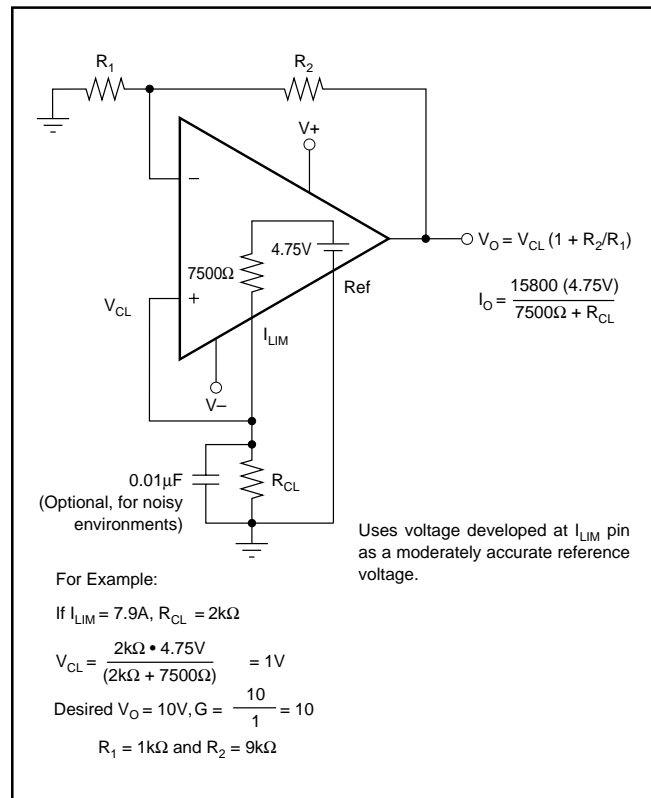 R1
R2
V+
–
4.75V
7500Ω
VO = VCL (1 + R2/R1)
Ref
IO = 15800 (4.75V) / 7500Ω + RCL
VCL
+
ILIM
V–
0.01µF
(Optional, for noisy
environments)
RCL
Uses voltage developed at ILIM pin
as a moderately accurate reference
voltage.
For Example:
If ILIM = 7.9A, RCL = 2kΩ
VCL = 2kΩ • 4.75V / (2kΩ + 7500Ω) = 1V
Desired VO = 10V, G = 10 / 1 = 10
R1 = 1kΩ and R2 = 9kΩ